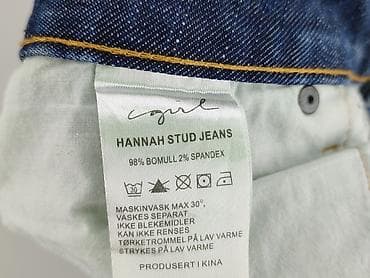 HANNAH STUD JEANS
98% BOMULL 2% SPANDEX
MASKINVASK MAX 30°,
VASKES SEPARAT
IKKE BLEKEMIDLER
KAN IKKE RENSES
TØRKETROMMEL PÅ LAV VARME
STRYKES PÅ LAV VARME
PRODUSERT I KINA